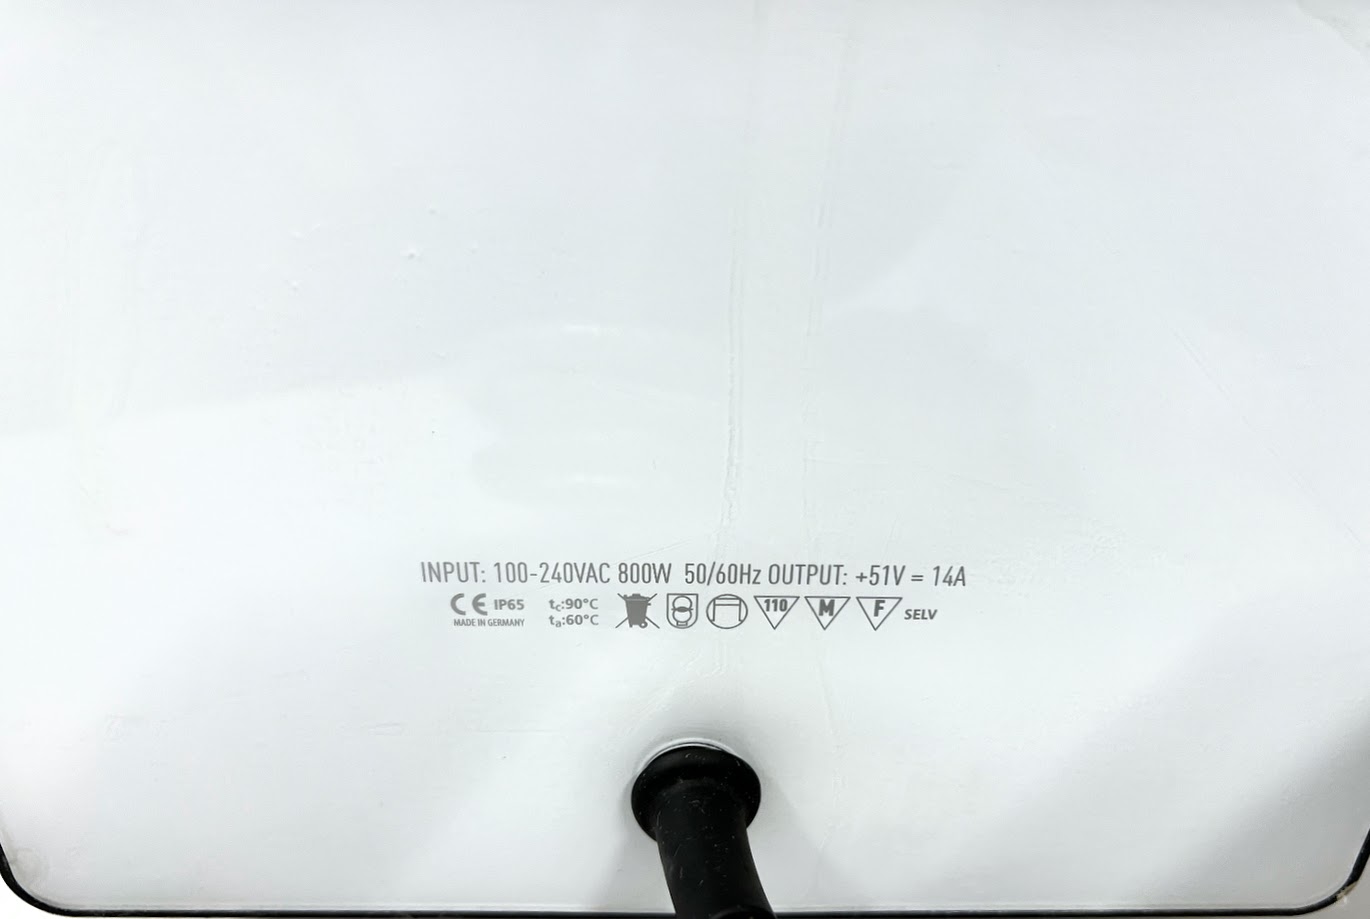 INPUT: 100-240VAC 800W 50/60Hz OUTPUT: +51V = 14A
CE IP65 tc:90°C 110 M F SELV
MADE IN GERMANY ta:60°C